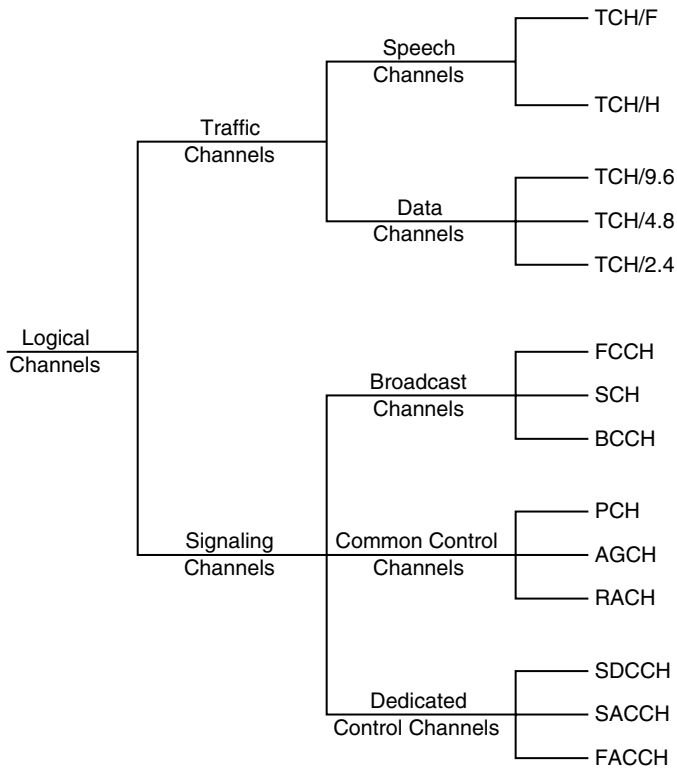 TCH/F
Speech
Channels
TCH/H
Traffic
Channels
TCH/9.6
Data
Channels
TCH/4.8
TCH/2.4
Logical
Channels
FCCH
Broadcast
Channels
SCH
BCCH
PCH
Signaling
Channels
Common Control
Channels
AGCH
RACH
SDCCH
Dedicated
Control Channels
SACCH
FACCH